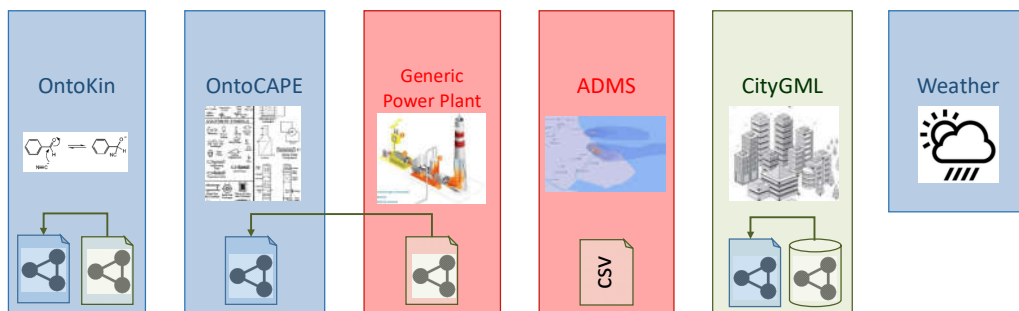 OntoKin
OntoCAPE
Generic
Power Plant
ADMS
CityGML
Weather
CSV